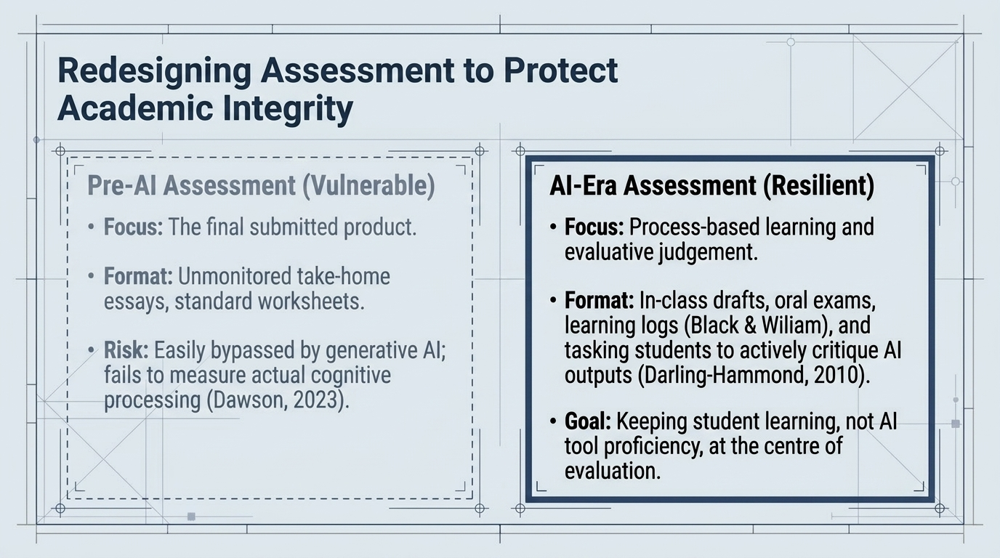 Redesigning Assessment to Protect
Academic Integrity
Pre-AI Assessment (Vulnerable)
• Focus: The final submitted product.
• Format: Unmonitored take-home
essays, standard worksheets.
• Risk: Easily bypassed by generative AI;
fails to measure actual cognitive
processing (Dawson, 2023).
AI-Era Assessment (Resilient)
• Focus: Process-based learning and
evaluative judgement.
• Format: In-class drafts, oral exams,
learning logs (Black & Wiliam), and
tasking students to actively critique AI
outputs (Darling-Hammond, 2010).
• Goal: Keeping student learning, not AI
tool proficiency, at the centre of
evaluation.